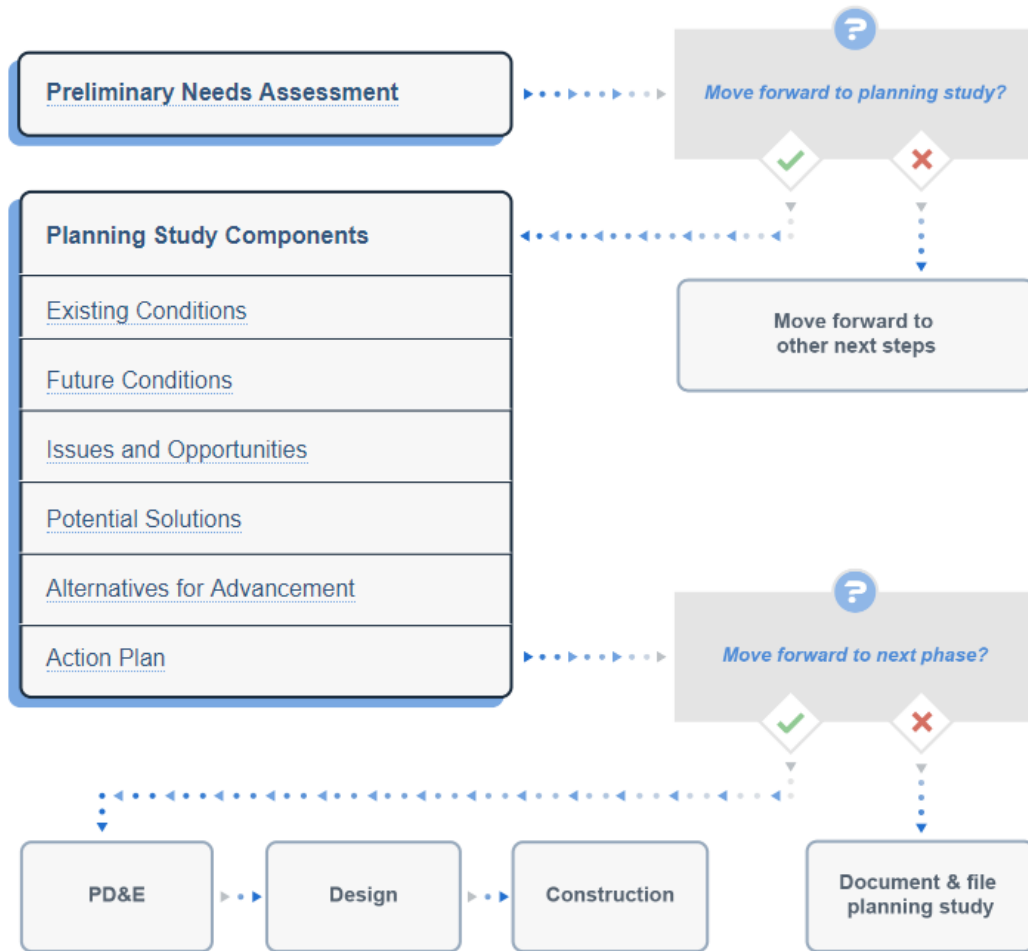 ?
Preliminary Needs Assessment
Move forward to planning study?
Planning Study Components
Existing Conditions
Move forward to
other next steps
Future Conditions
Issues and Opportunities
Potential Solutions
Alternatives for Advancement
?
Action Plan
Move forward to next phase?
PD&E
Design
Construction
Document & file
planning study